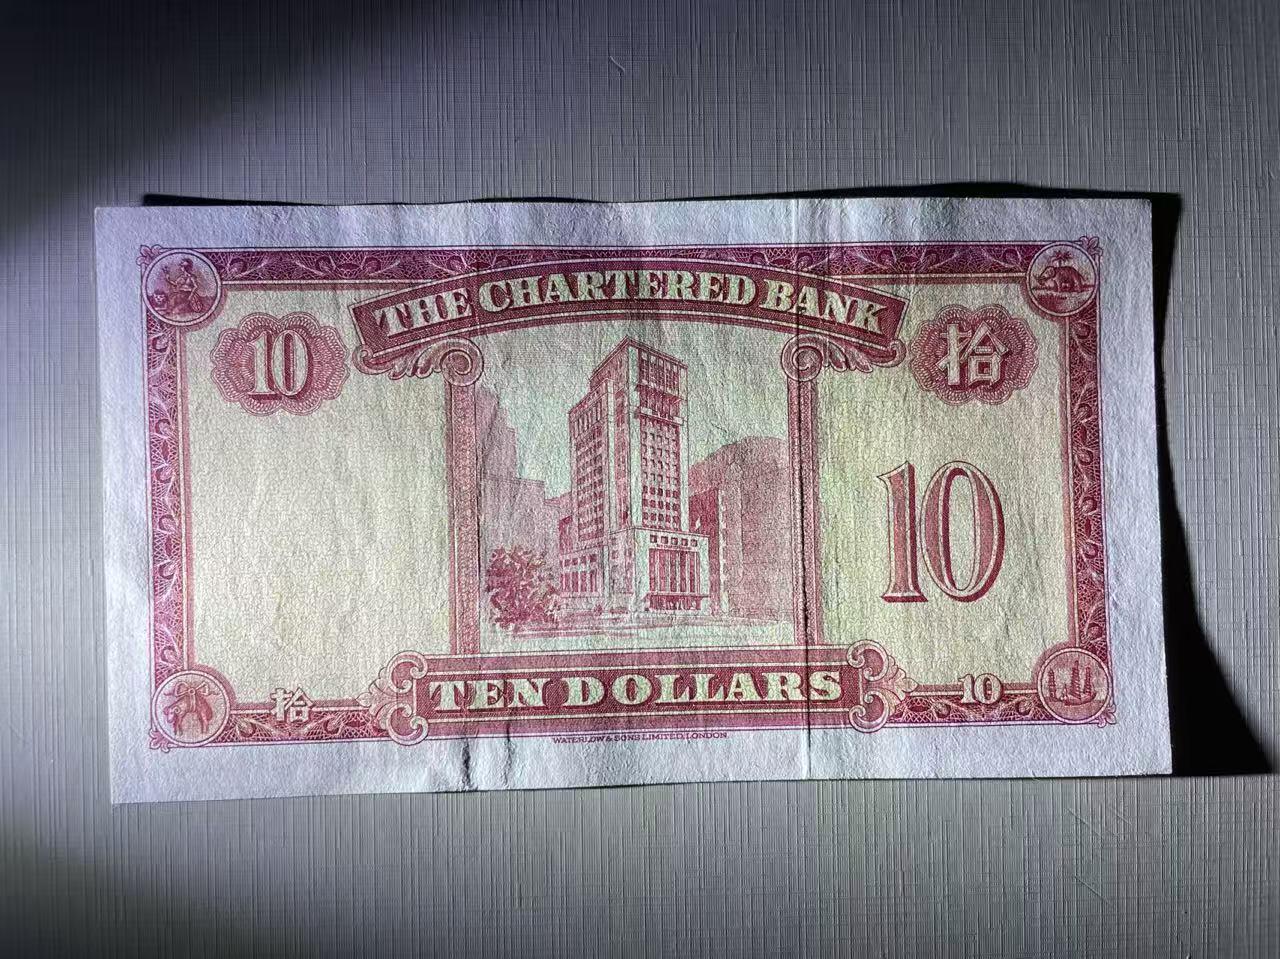 THE CHARTERED BANK
10
拾
10
TEN DOLLARS
拾
10
WATERLOW & SONS LIMITED, LONDON